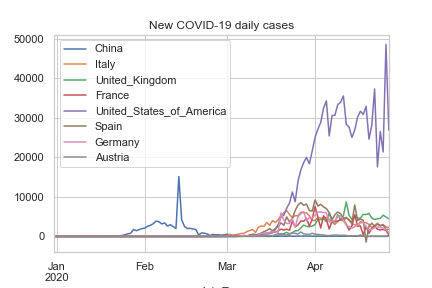 New COVID-19 daily cases
50000
40000
30000
20000
10000
0
China
Italy
United_Kingdom
France
United_States_of_America
Spain
Germany
Austria
Jan
2020
Feb
Mar
Apr